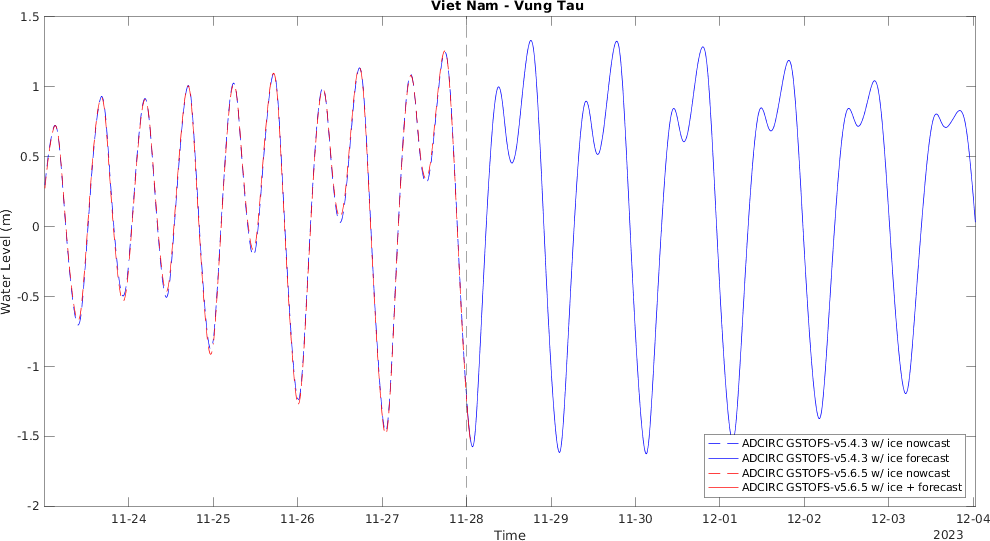 Viet Nam - Vung Tau
1.5
1
0.5
0
-0.5
-1
-1.5
-2
Water Level (m)
11-24
11-25
11-26
11-27
11-28
11-29
11-30
12-01
12-02
12-03
12-04
Time
2023
ADCIRC GSTOFS-v5.4.3 w/ ice nowcast
ADCIRC GSTOFS-v5.4.3 w/ ice forecast
ADCIRC GSTOFS-v5.6.5 w/ ice nowcast
ADCIRC GSTOFS-v5.6.5 w/ ice + forecast